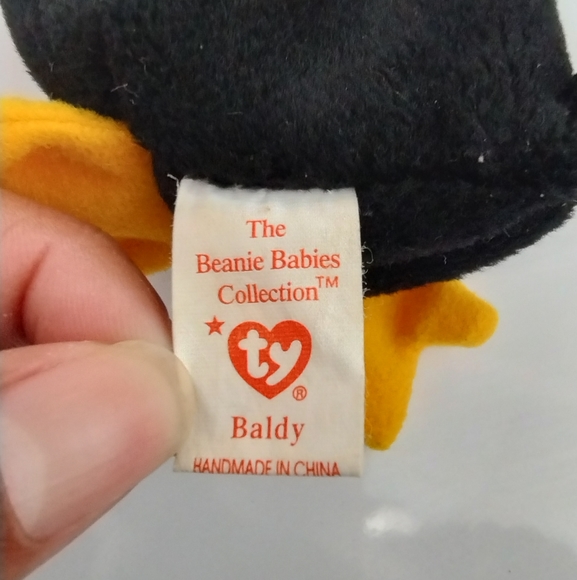 The
Beanie Babies
Collection™
ty®
Baldy
HANDMADE IN CHINA